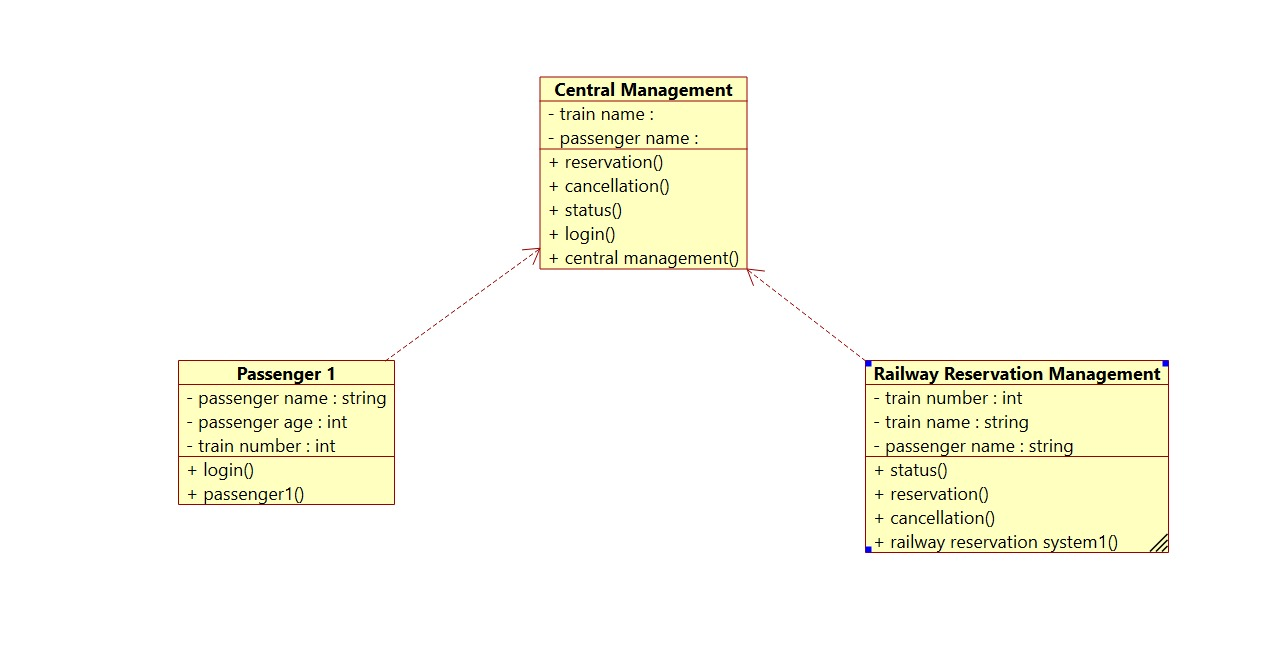 Central Management
- train name :
- passenger name :
+ reservation()
+ cancellation()
+ status()
+ login()
+ central management()
Passenger 1
- passenger name : string
- passenger age : int
- train number : int
+ login()
+ passenger1()
Railway Reservation Management
- train number : int
- train name : string
- passenger name : string
+ status()
+ reservation()
+ cancellation()
+ railway reservation system1()